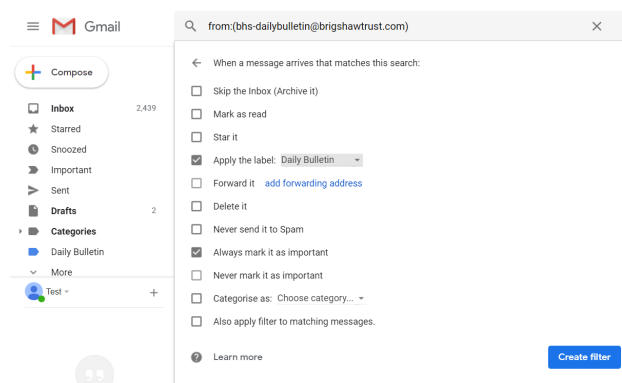 Gmail
from:(bhs-dailybulletin@brigshawtrust.com)
Compose
Inbox 2,439
Starred
Snoozed
Important
Sent
Drafts 2
Categories
Daily Bulletin
More
Test
When a message arrives that matches this search:
Skip the Inbox (Archive it)
Mark as read
Star it
Apply the label: Daily Bulletin
Forward it add forwarding address
Delete it
Never send it to Spam
Always mark it as important
Never mark it as important
Categorise as: Choose category...
Also apply filter to matching messages.
Learn more
Create filter